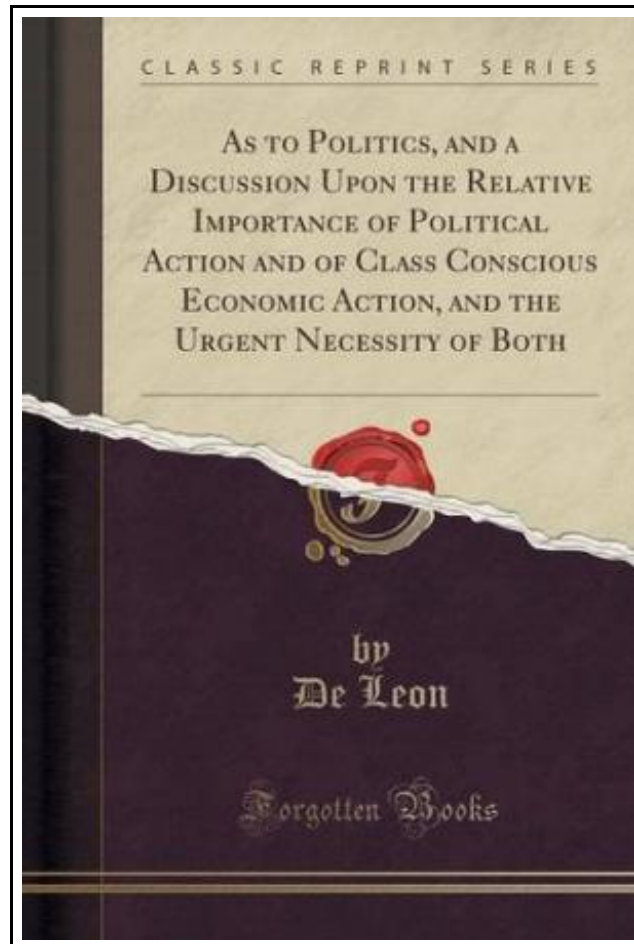 CLASSIC REPRINT SERIES
AS TO POLITICS, AND A
DISCUSSION UPON THE RELATIVE
IMPORTANCE OF POLITICAL
ACTION AND OF CLASS CONSCIOUS
ECONOMIC ACTION, AND THE
URGENT NECESSITY OF BOTH
F
by
De Leon
Forgotten Books